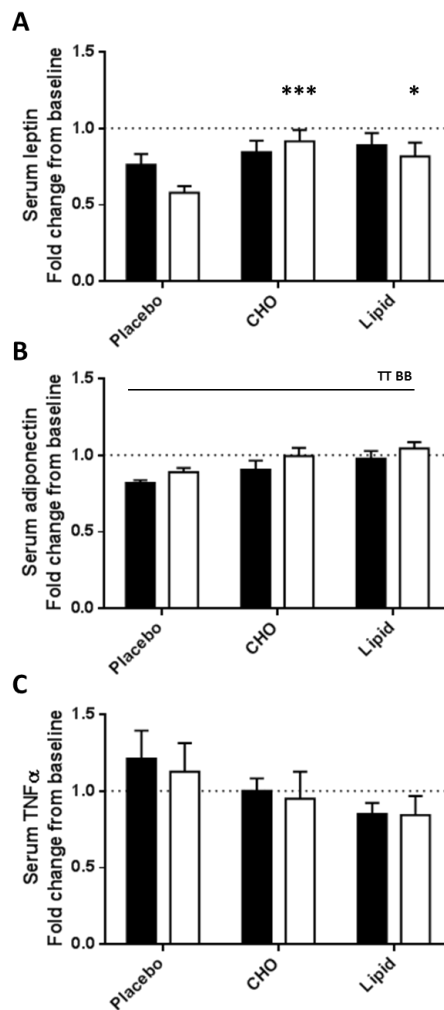 A
Serum leptin
Fold change from baseline
1.5
1.0
0.5
0.0
***
*
Placebo
CHO
Lipid
B
Serum adiponectin
Fold change from baseline
1.5
1.0
0.5
0.0
TT BB
Placebo
CHO
Lipid
C
Serum TNFα
Fold change from baseline
1.5
1.0
0.5
0.0
Placebo
CHO
Lipid